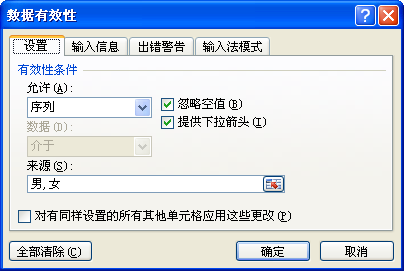 数据有效性
设置 输入信息 出错警告 输入法模式
有效性条件
允许(A):
序列 忽略空值(B)
数据(D): 提供下拉箭头(I)
介于
来源(S):
男,女
对有同样设置的所有其他单元格应用这些更改(P)
全部清除(C) 确定 取消